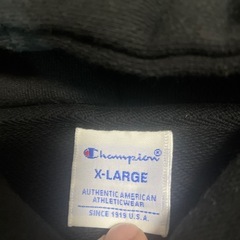 Champion
X-LARGE
AUTHENTIC AMERICAN
ATHLETICWEAR
SINCE 1919 U.S.A.